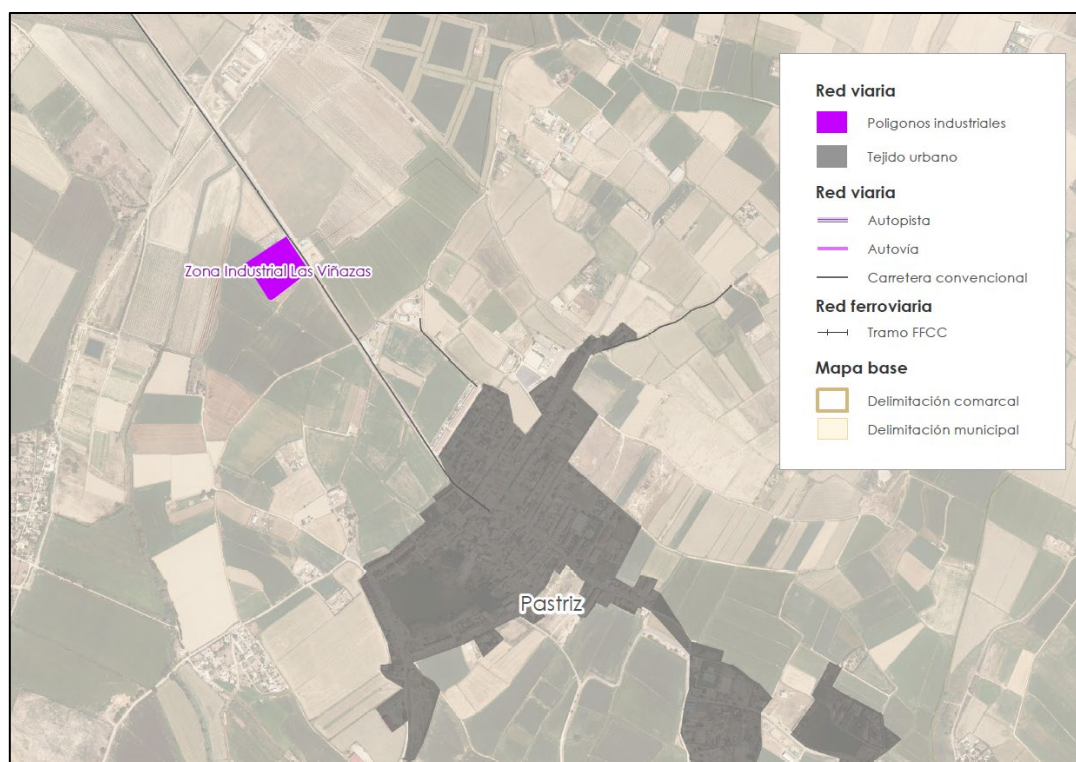 Red viaria
Poligonos industriales
Tejido urbano
Red viaria
Autopista
Autovía
Carretera convencional
Red ferroviaria
Tramo FFCC
Mapa base
Delimitación comarcal
Delimitación municipal
Zona Industrial Las Viñazas
Pastriz